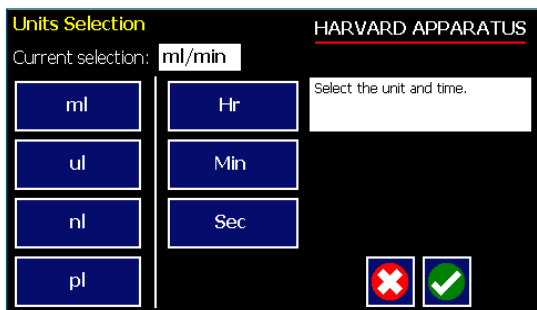 Units Selection
HARVARD APPARATUS
Current selection: ml/min
Select the unit and time.
ml
Hr
ul
Min
nl
Sec
pl